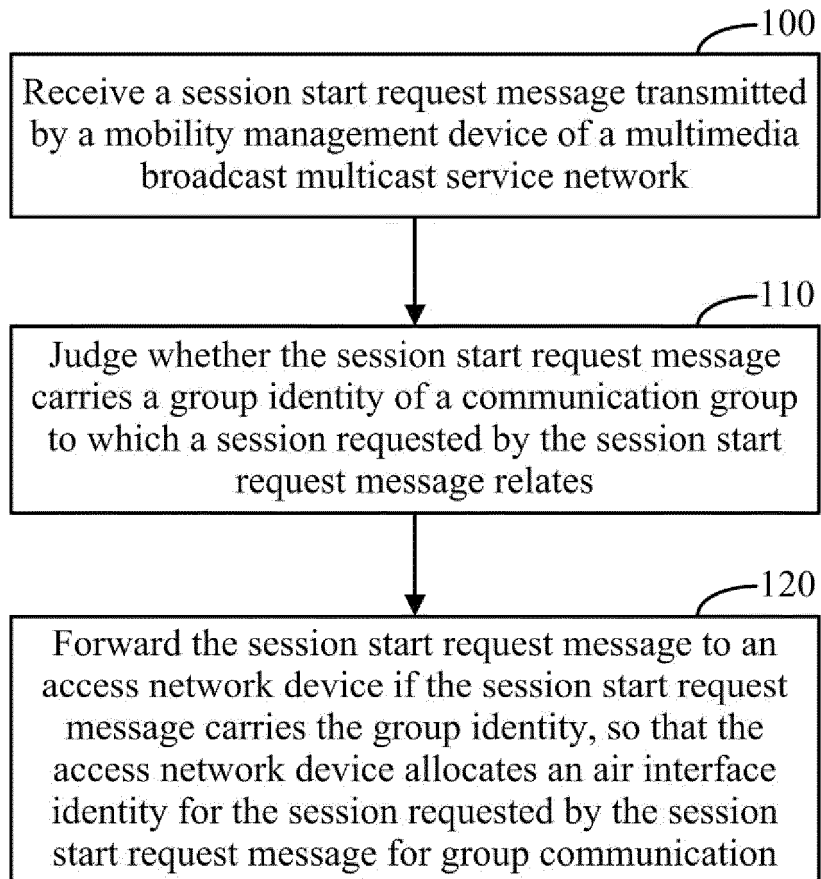 100
Receive a session start request message transmitted
by a mobility management device of a multimedia
broadcast multicast service network
110
Judge whether the session start request message
carries a group identity of a communication group
to which a session requested by the session start
request message relates
120
Forward the session start request message to an
access network device if the session start request
message carries the group identity, so that the
access network device allocates an air interface
identity for the session requested by the session
start request message for group communication